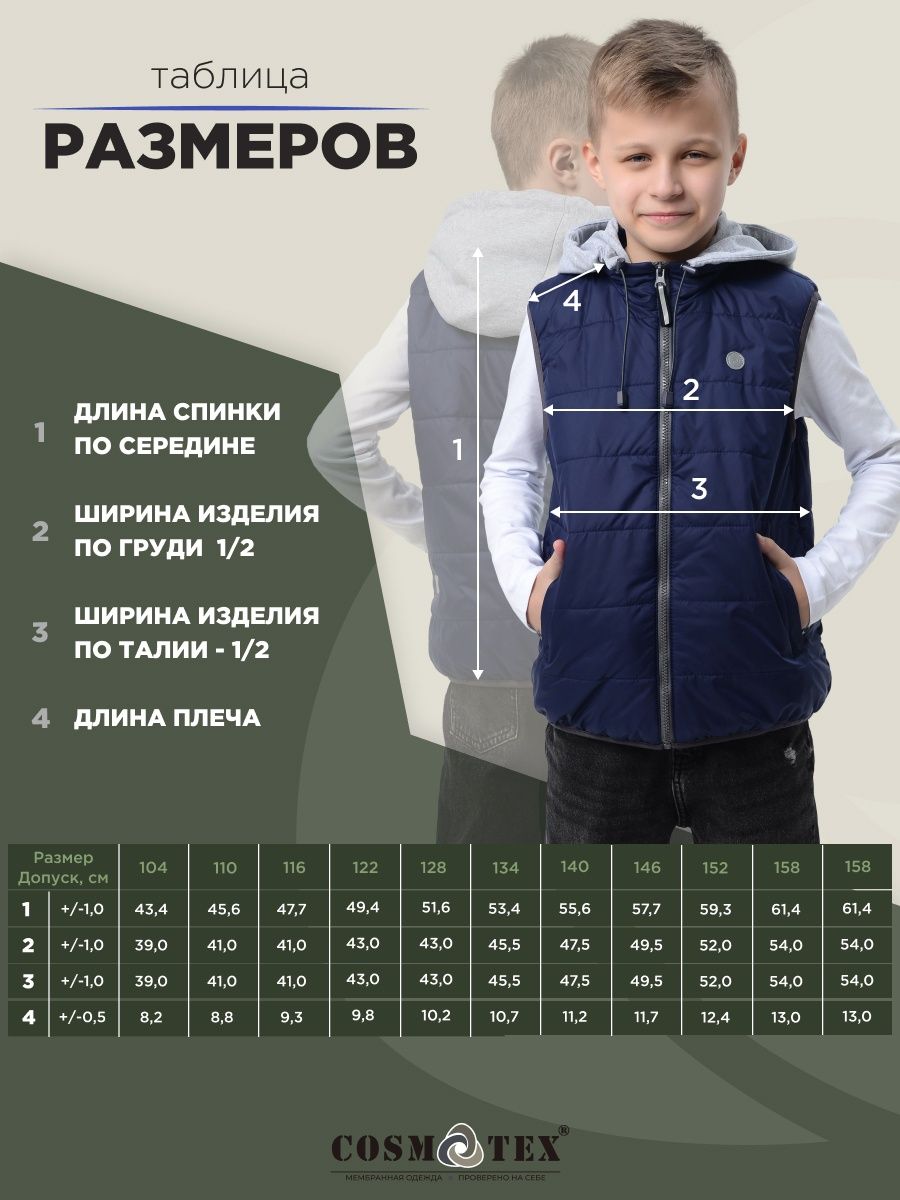 таблица
РАЗМЕРОВ
1 ДЛИНА СПИНКИ
ПО СЕРЕДИНЕ
2 ШИРИНА ИЗДЕЛИЯ
ПО ГРУДИ 1/2
3 ШИРИНА ИЗДЕЛИЯ
ПО ТАЛИИ - 1/2
4 ДЛИНА ПЛЕЧА
4
2
1
3
Размер
Допуск, см 104 110 116 122 128 134 140 146 152 158 158
1 +/-1,0 43,4 45,6 47,7 49,4 51,6 53,4 55,6 57,7 59,3 61,4 61,4
2 +/-1,0 39,0 41,0 41,0 43,0 43,0 45,5 47,5 49,5 52,0 54,0 54,0
3 +/-1,0 39,0 41,0 41,0 43,0 43,0 45,5 47,5 49,5 52,0 54,0 54,0
4 +/-0,5 8,2 8,8 9,3 9,8 10,2 10,7 11,2 11,7 12,4 13,0 13,0
COSMOTEX®
МЕМБРАННАЯ ОДЕЖДА ПРОВЕРЕНО НА СЕБЕ